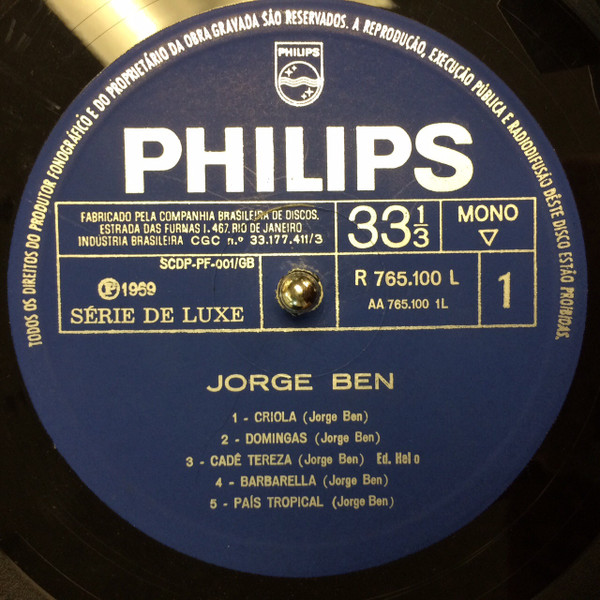 TODOS OS DIREITOS DO PRODUTOR FONOGRÁFICO E DO PROPRIETÁRIO DA OBRA GRAVADA SÃO RESERVADOS. A REPRODUÇÃO, EXECUÇÃO PÚBLICA E RADIODIFUSÃO DÊSTE DISCO ESTÃO PROIBIDAS.
PHILIPS
PHILIPS
FABRICADO PELA COMPANHIA BRASILEIRA DE DISCOS.
ESTRADA DAS FURNAS 1.467. RIO DE JANEIRO
INDUSTRIA BRASILEIRA CGC n.º 33.177.411/3
33 1/3
MONO
SCDP-PF-001/GB
Ⓟ 1969
SÉRIE DE LUXE
R 765.100 L
AA 765.100 1L
1
JORGE BEN
1 - CRIOLA (Jorge Ben)
2 - DOMINGAS (Jorge Ben)
3 - CADÊ TEREZA (Jorge Ben) Ed. Hel o
4 - BARBARELLA (Jorge Ben)
5 - PAÍS TROPICAL (Jorge Ben)